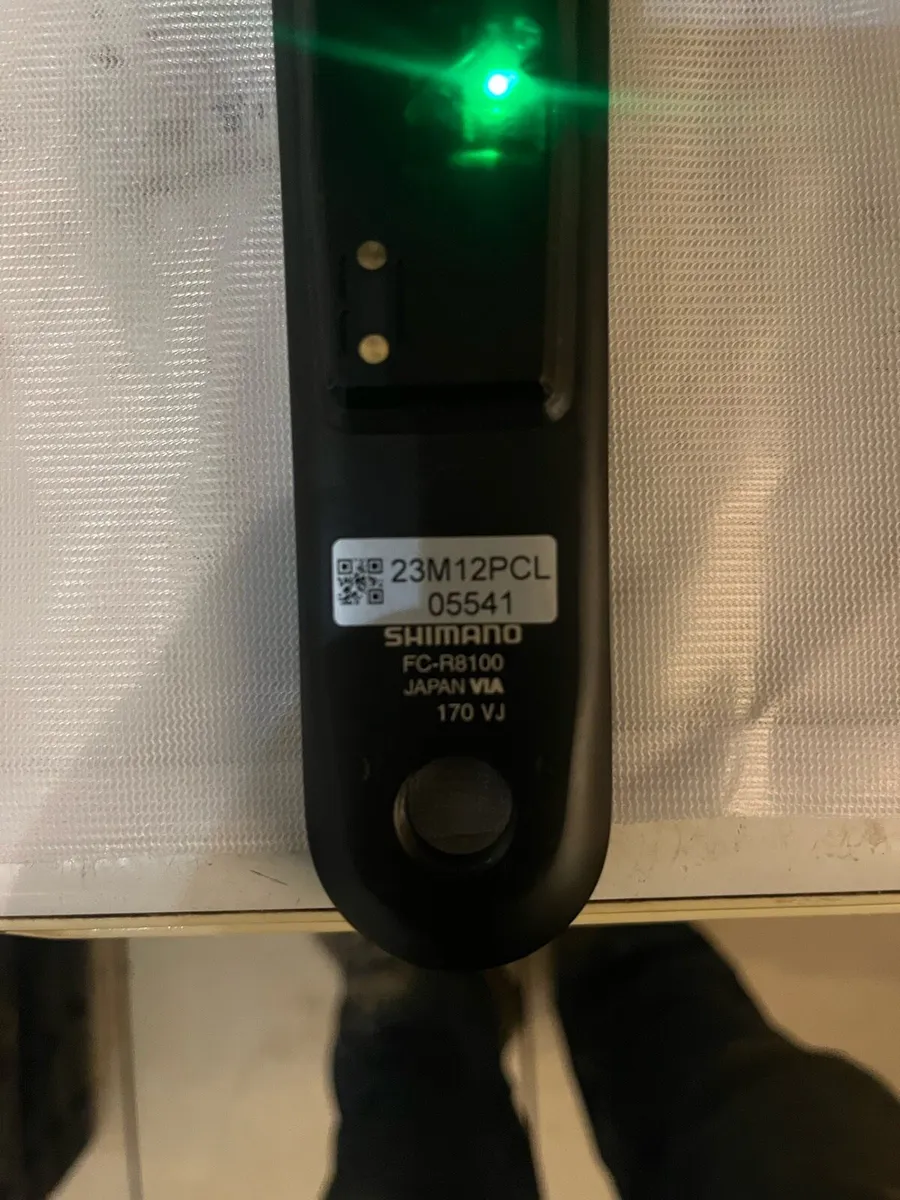 23M12PCL
05541
SHIMANO
FC-R8100
JAPAN VIA
170 VJ